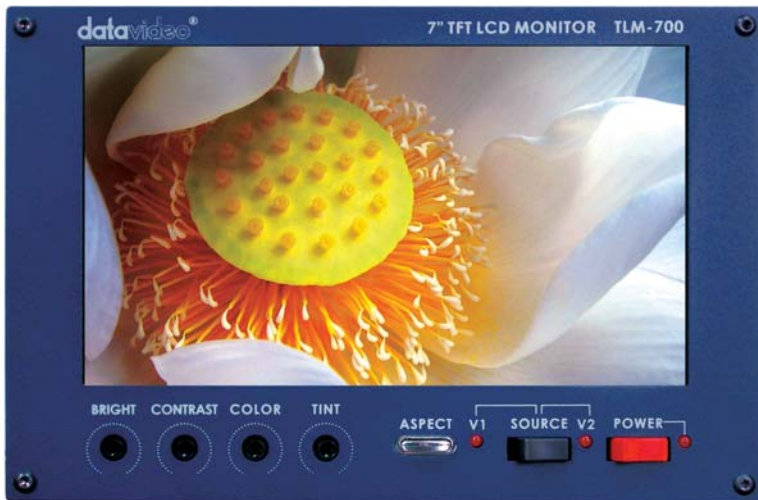 datavideo®
7" TFT LCD MONITOR TLM-700
BRIGHT CONTRAST COLOR TINT
ASPECT V1 SOURCE V2 POWER